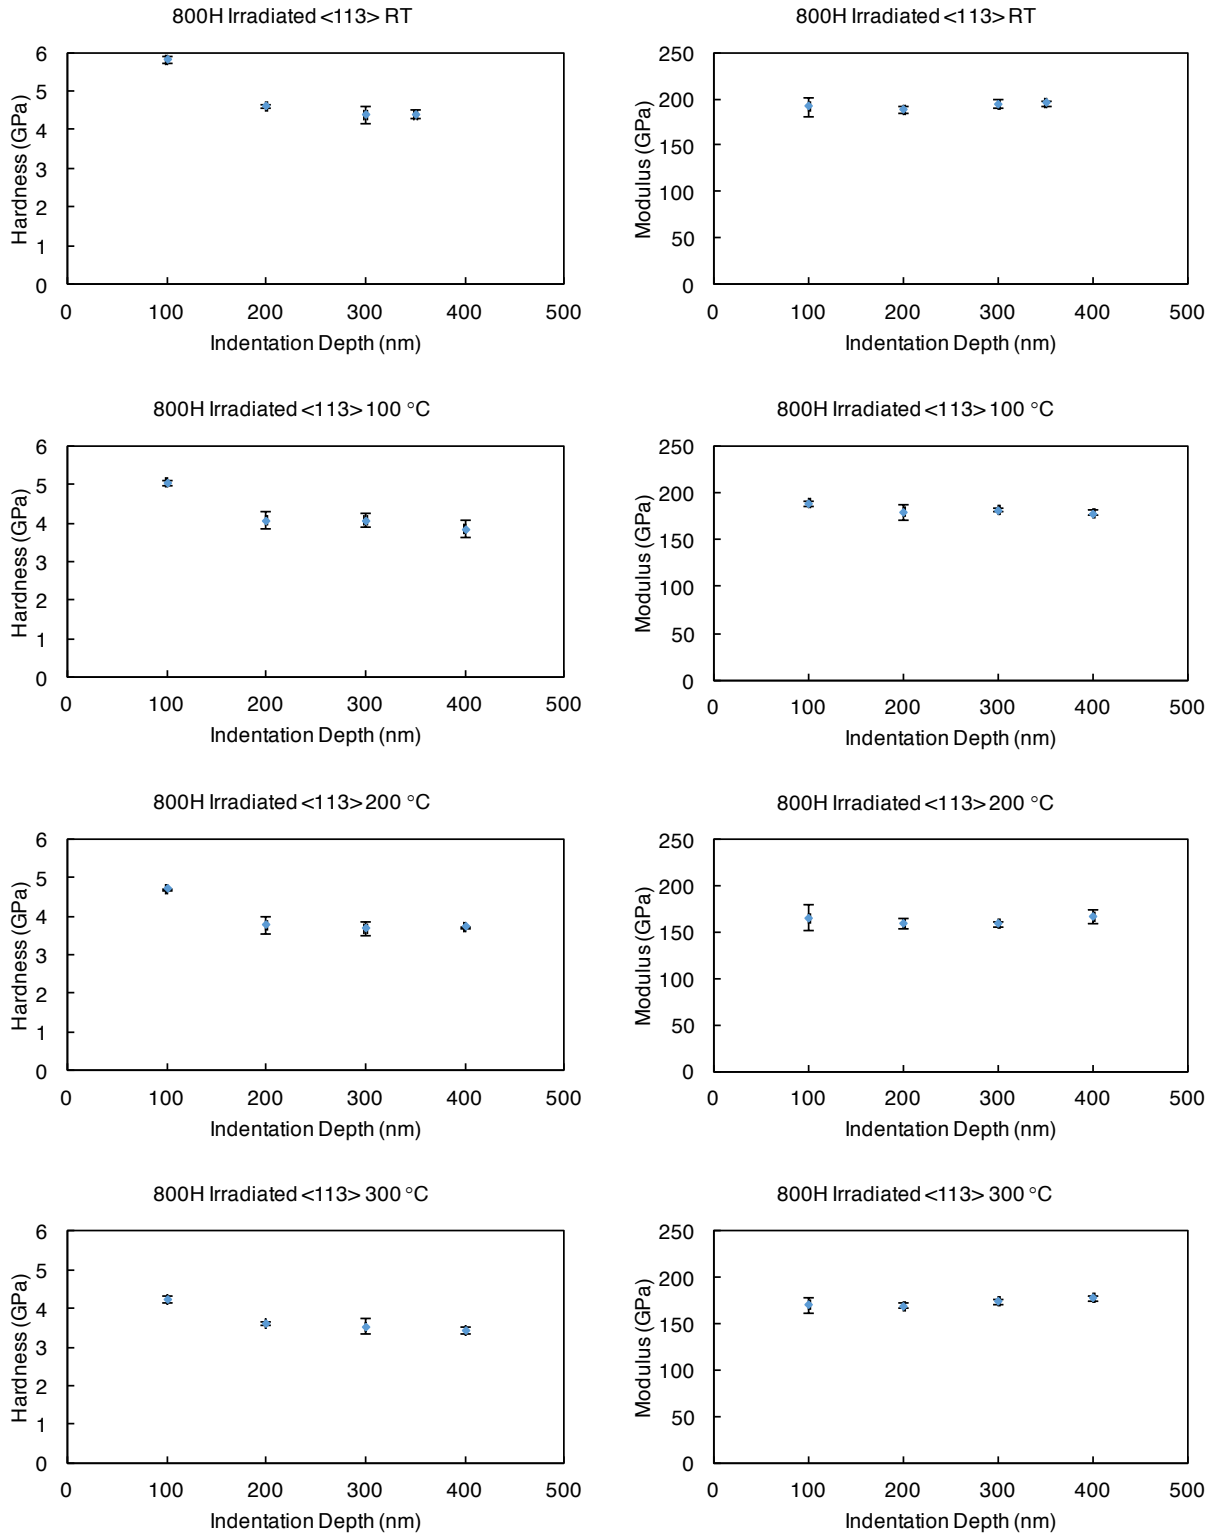 800H Irradiated <113> RT
Hardness (GPa)
6
5
4
3
2
1
0
0 100 200 300 400 500
Indentation Depth (nm)
800H Irradiated <113> RT
Modulus (GPa)
250
200
150
100
50
0
0 100 200 300 400 500
Indentation Depth (nm)
800H Irradiated <113> 100 °C
Hardness (GPa)
6
5
4
3
2
1
0
0 100 200 300 400 500
Indentation Depth (nm)
800H Irradiated <113> 100 °C
Modulus (GPa)
250
200
150
100
50
0
0 100 200 300 400 500
Indentation Depth (nm)
800H Irradiated <113> 200 °C
Hardness (GPa)
6
5
4
3
2
1
0
0 100 200 300 400 500
Indentation Depth (nm)
800H Irradiated <113> 200 °C
Modulus (GPa)
250
200
150
100
50
0
0 100 200 300 400 500
Indentation Depth (nm)
800H Irradiated <113> 300 °C
Hardness (GPa)
6
5
4
3
2
1
0
0 100 200 300 400 500
Indentation Depth (nm)
800H Irradiated <113> 300 °C
Modulus (GPa)
250
200
150
100
50
0
0 100 200 300 400 500
Indentation Depth (nm)